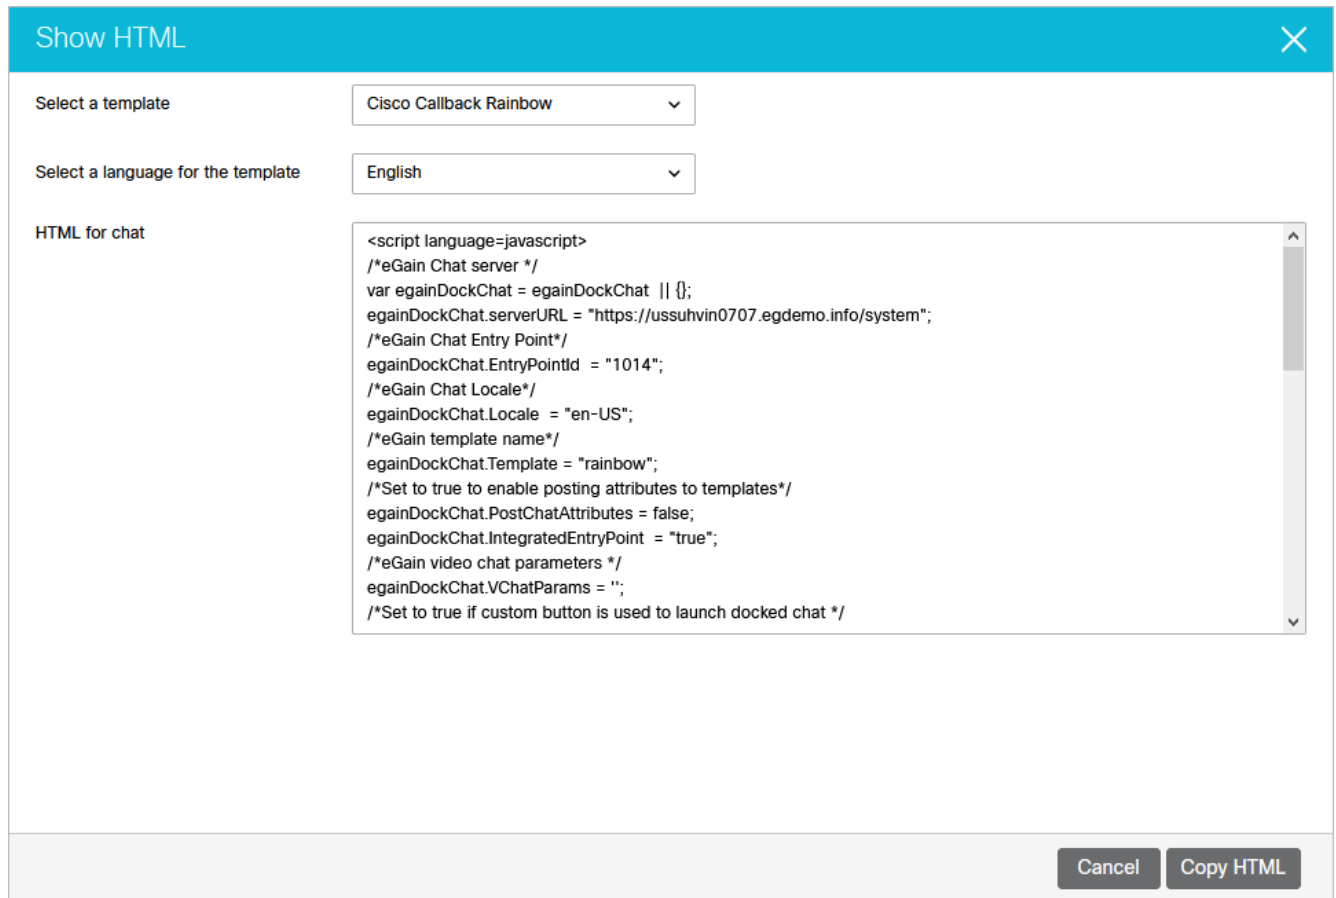 Show HTML
Select a template
Cisco Callback Rainbow
Select a language for the template
English
HTML for chat
<script language=javascript>
/*eGain Chat server */
var egainDockChat = egainDockChat  || {};
egainDockChat.serverURL = "https://ussuhvin0707.egdemo.info/system";
/*eGain Chat Entry Point*/
egainDockChat.EntryPointId  = "1014";
/*eGain Chat Locale*/
egainDockChat.Locale  = "en-US";
/*eGain template name*/
egainDockChat.Template = "rainbow";
/*Set to true to enable posting attributes to templates*/
egainDockChat.PostChatAttributes = false;
egainDockChat.IntegratedEntryPoint  = "true";
/*eGain video chat parameters */
egainDockChat.VChatParams = '';
/*Set to true if custom button is used to launch docked chat */
Cancel
Copy HTML